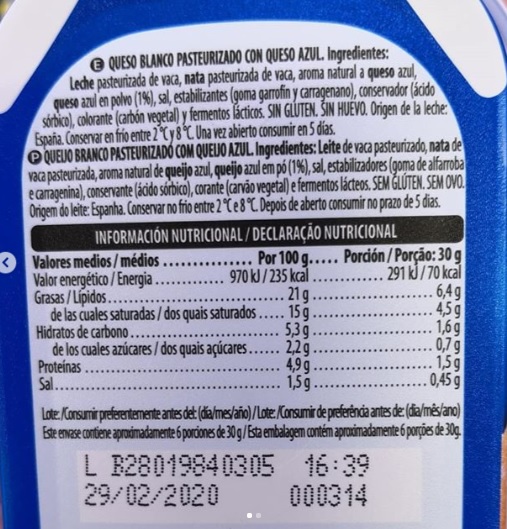 E QUESO BLANCO PASTEURIZADO CON QUESO AZUL. Ingredientes:
Leche pasteurizada de vaca, nata pasteurizada de vaca, aroma natural a queso azul,
queso azul en polvo (1%), sal, estabilizantes (goma garrofín y carragenano), conservador (ácido
sórbico), colorante (carbón vegetal) y fermentos lácticos. SIN GLUTEN. SIN HUEVO. Origen de la leche:
España. Conservar en frío entre 2 °C y 8 °C. Una vez abierto consumir en 5 días.
P QUEIJO BRANCO PASTEURIZADO COM QUEIJO AZUL. Ingredientes: Leite de vaca pasteurizado, nata de
vaca pasteurizada, aroma natural de queijo azul, queijo azul em pó (1%), sal, estabilizadores (goma de alfarroba
e carragenina), conservante (ácido sórbico), corante (carvão vegetal) e fermentos lácteos. SEM GLÚTEN. SEM OVO.
Origem do leite: Espanha. Conservar no frio entre 2 °C e 8 °C. Depois de aberto consumir no prazo de 5 dias.
INFORMACIÓN NUTRICIONAL / DECLARAÇÃO NUTRICIONAL
Valores medios / médios ............... Por 100 g..... Porción / Porção: 30 g
Valor energético / Energia ............. 970 kJ / 235 kcal ............. 291 kJ / 70 kcal
Grasas / Lípidos ............. 21 g ............. 6,4 g
de las cuales saturadas / dos quais saturados ..... 15 g ............. 4,5 g
Hidratos de carbono ............. 5,3 g ............. 1,6 g
de los cuales azúcares / dos quais açúcares ...... 2,2 g ............. 0,7 g
Proteínas ............. 4,9 g ............. 1,5 g
Sal ............. 1,5 g ............. 0,45 g
Lote: / Consumir preferentemente antes del: (día/mes/año) / Lote: / Consumir de preferência antes de: (dia/mês/ano)
Este envase contiene aproximadamente 6 porciones de 30 g / Esta embalagem contém aproximadamente 6 porções de 30g.
L B28019840305 16:39
29/02/2020 000314